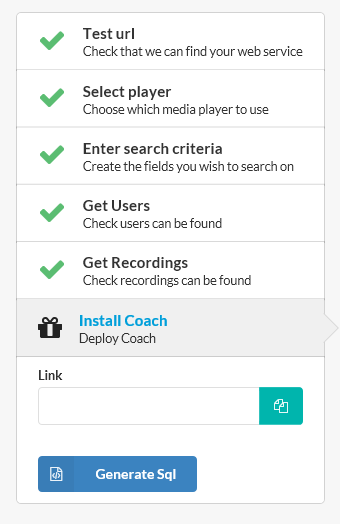 Test url
Check that we can find your web service
Select player
Choose which media player to use
Enter search criteria
Create the fields you wish to search on
Get Users
Check users can be found
Get Recordings
Check recordings can be found
Install Coach
Deploy Coach
Link
Generate Sql